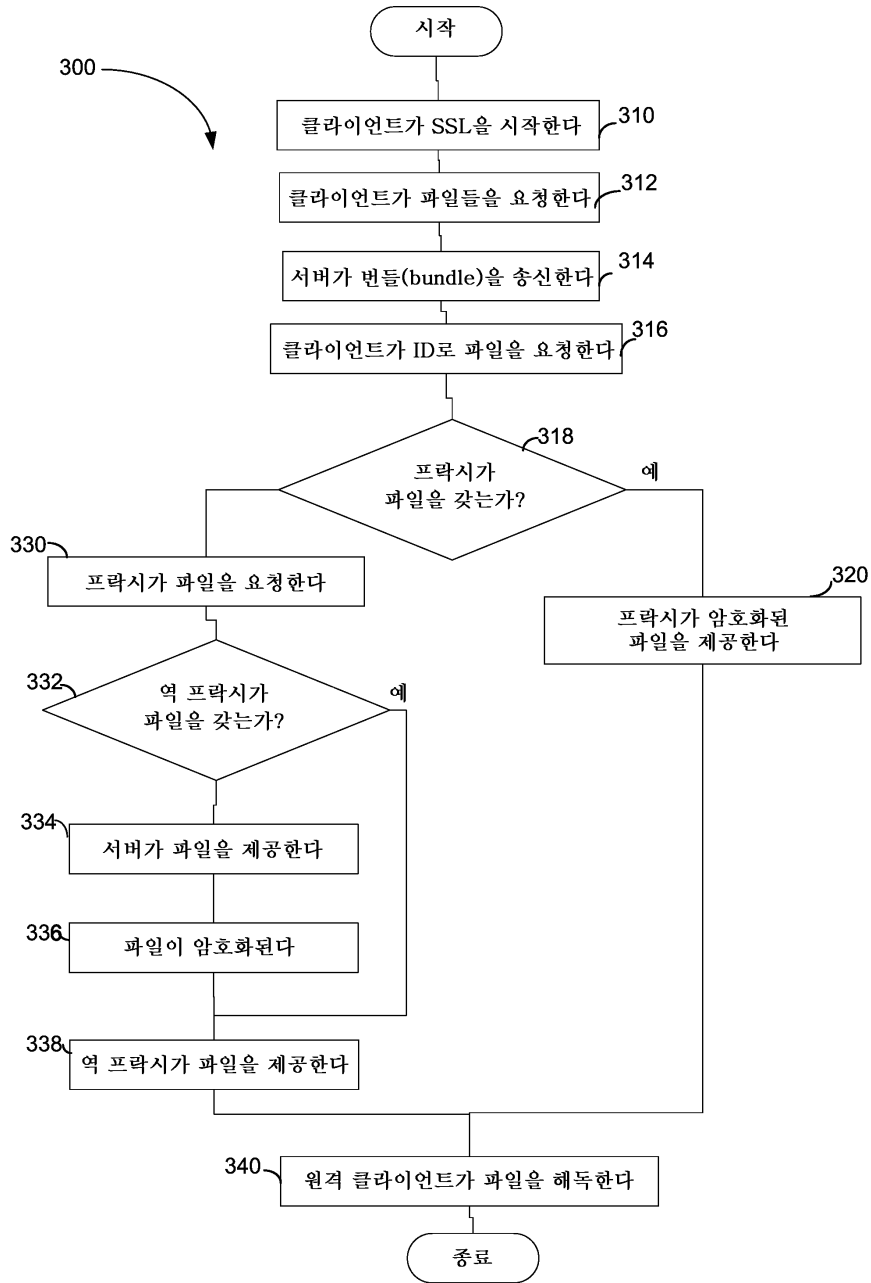 시작
300
클라이언트가 SSL을 시작한다
310
클라이언트가 파일들을 요청한다
312
서버가 번들(bundle)을 송신한다
314
클라이언트가 ID로 파일을 요청한다
316
318
프락시가
파일을 갖는가?
예
330
프락시가 파일을 요청한다
320
프락시가 암호화된
파일을 제공한다
332
역 프락시가
파일을 갖는가?
예
334
서버가 파일을 제공한다
336
파일이 암호화된다
338
역 프락시가 파일을 제공한다
340
원격 클라이언트가 파일을 해독한다
종료